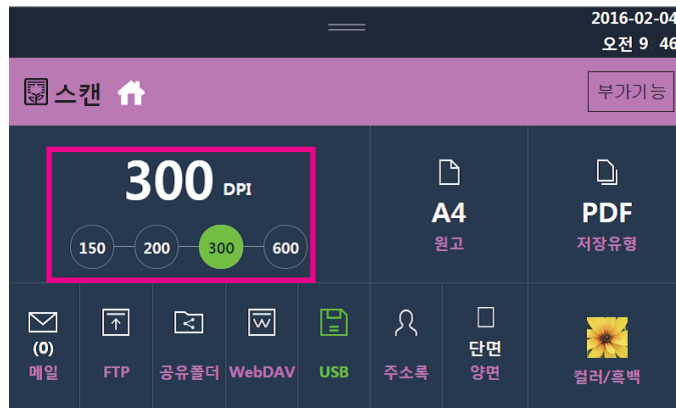 2016-02-04
오전 9 46
스캔
부가기능
300 DPI
A4
원고
PDF
저장유형
150 200 300 600
(0)
메일
FTP
공유폴더
W
WebDAV
USB
주소록
단면
양면
컬러/흑백